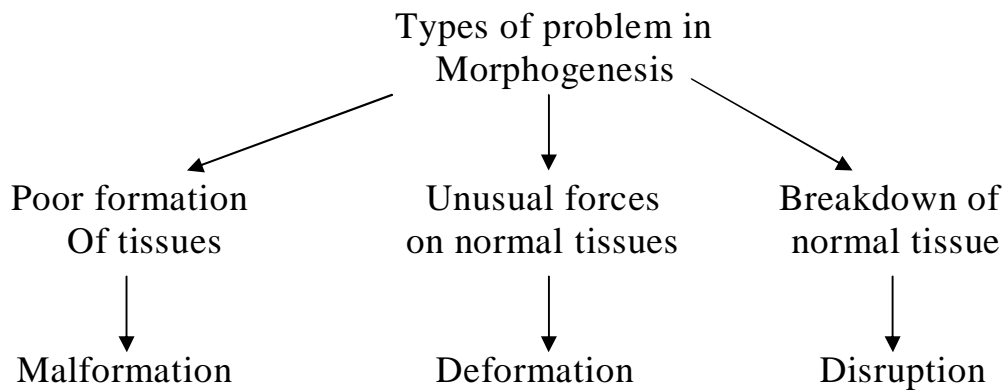 Types of problem in
Morphogenesis
Poor formation
Of tissues
Unusual forces
on normal tissues
Breakdown of
normal tissue
Malformation
Deformation
Disruption